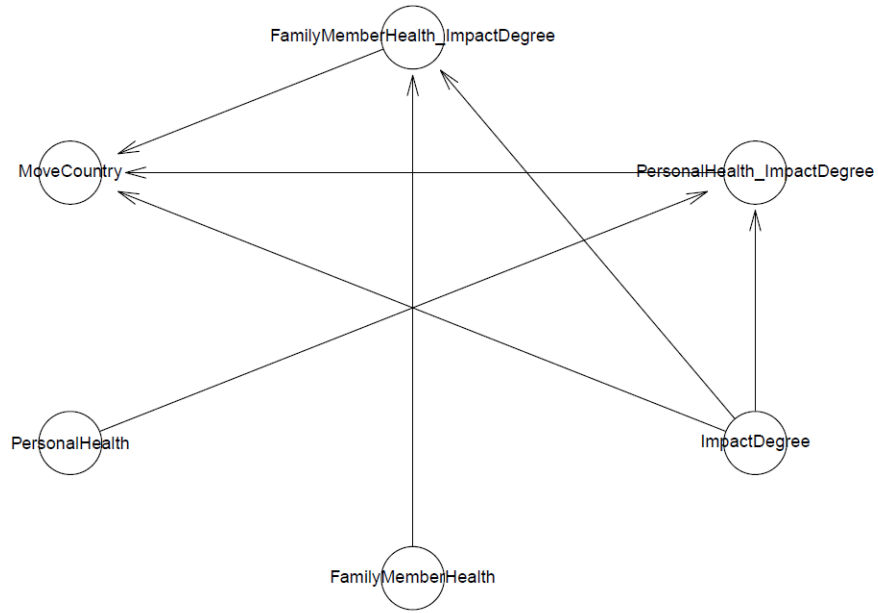 FamilyMemberHealth_ImpactDegree
MoveCountry
PersonalHealth_ImpactDegree
PersonalHealth
ImpactDegree
FamilyMemberHealth